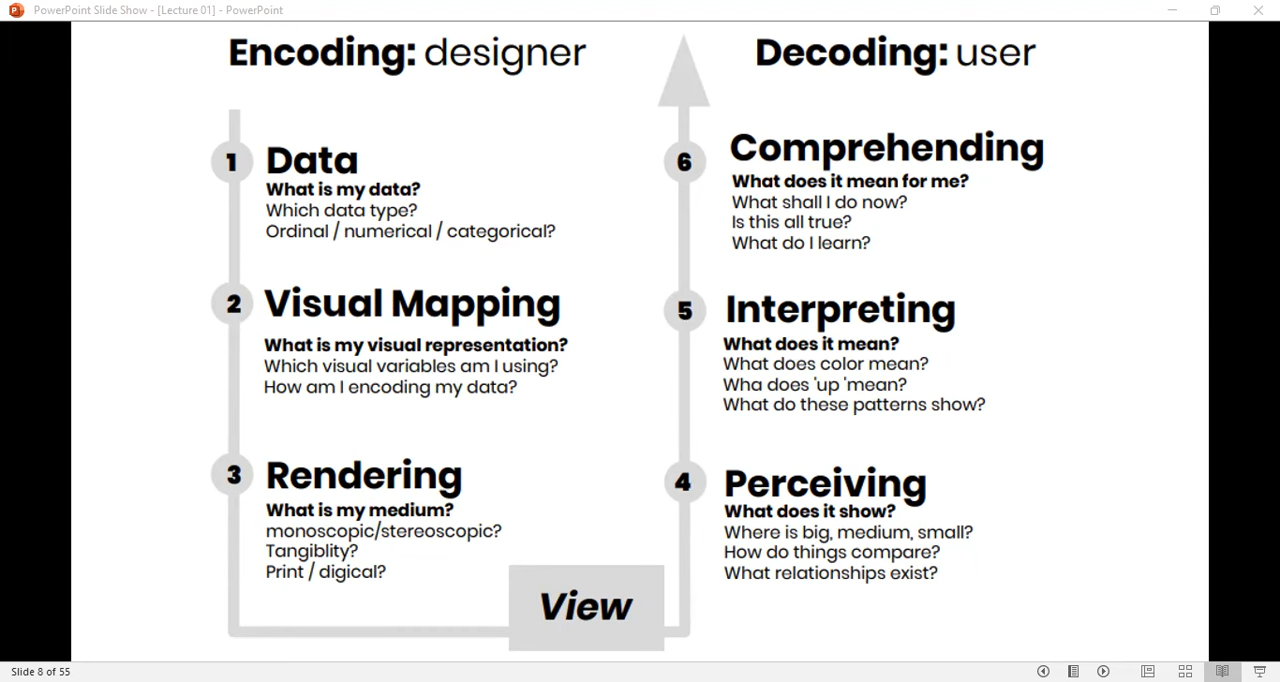 PowerPoint Slide Show - [Lecture 01] - PowerPoint
Encoding: designer
1 Data
What is my data?
Which data type?
Ordinal / numerical / categorical?
2 Visual Mapping
What is my visual representation?
Which visual variables am I using?
How am I encoding my data?
3 Rendering
What is my medium?
monoscopic/stereoscopic?
Tangiblity?
Print / digical?
View
Decoding: user
6 Comprehending
What does it mean for me?
What shall I do now?
Is this all true?
What do I learn?
5 Interpreting
What does it mean?
What does color mean?
Wha does 'up 'mean?
What do these patterns show?
4 Perceiving
What does it show?
Where is big, medium, small?
How do things compare?
What relationships exist?
Slide 8 of 55